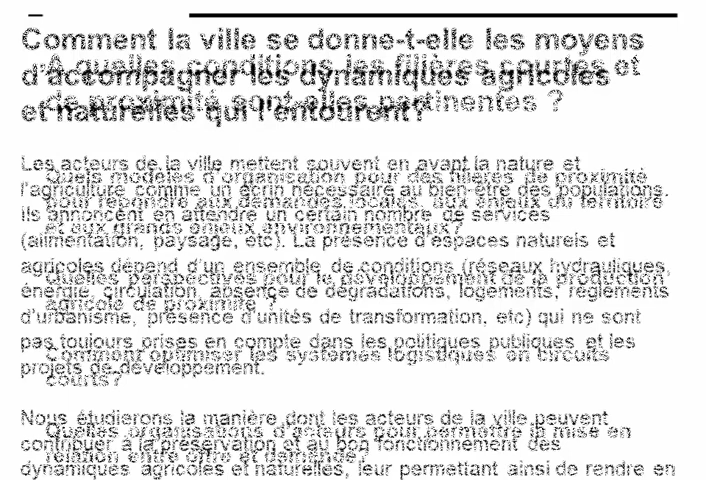 Comment la ville se donne-t-elle les moyens
A quelles conditions les filières courtes et
d'accompagner les dynamiques agricoles
de proximité sont-elles pertinentes ?
et naturelles qui l'entourent?
Les acteurs de la ville mettent souvent en avant la nature et
Quels modèles d'organisation pour des filières de proximité
l'agriculture comme un écrin nécessaire au bien-être des populations.
pour répondre aux demandes locales, aux enjeux du territoire
Ils annoncent en attendre un certain nombre de services
et aux grands enjeux environnementaux?
(alimentation, paysage, etc). La présence d'espaces naturels et
agricoles dépend d'un ensemble de conditions (réseaux hydrauliques,
Quelles perspectives pour le développement de la production
énergie, circulation, absence de dégradations, logements, règlements
agricole de proximité ?
d'urbanisme, présence d'unités de transformation, etc) qui ne sont
pas toujours prises en compte dans les politiques publiques et les
Comment optimiser les systèmes logistiques en circuits
projets de développement.
courts?
Nous étudierons la manière dont les acteurs de la ville peuvent
Quelles organisations d'acteurs pour permettre la mise en
contribuer à la préservation et au bon fonctionnement des
relation entre offre et demande?
dynamiques agricoles et naturelles, leur permettant ainsi de rendre en